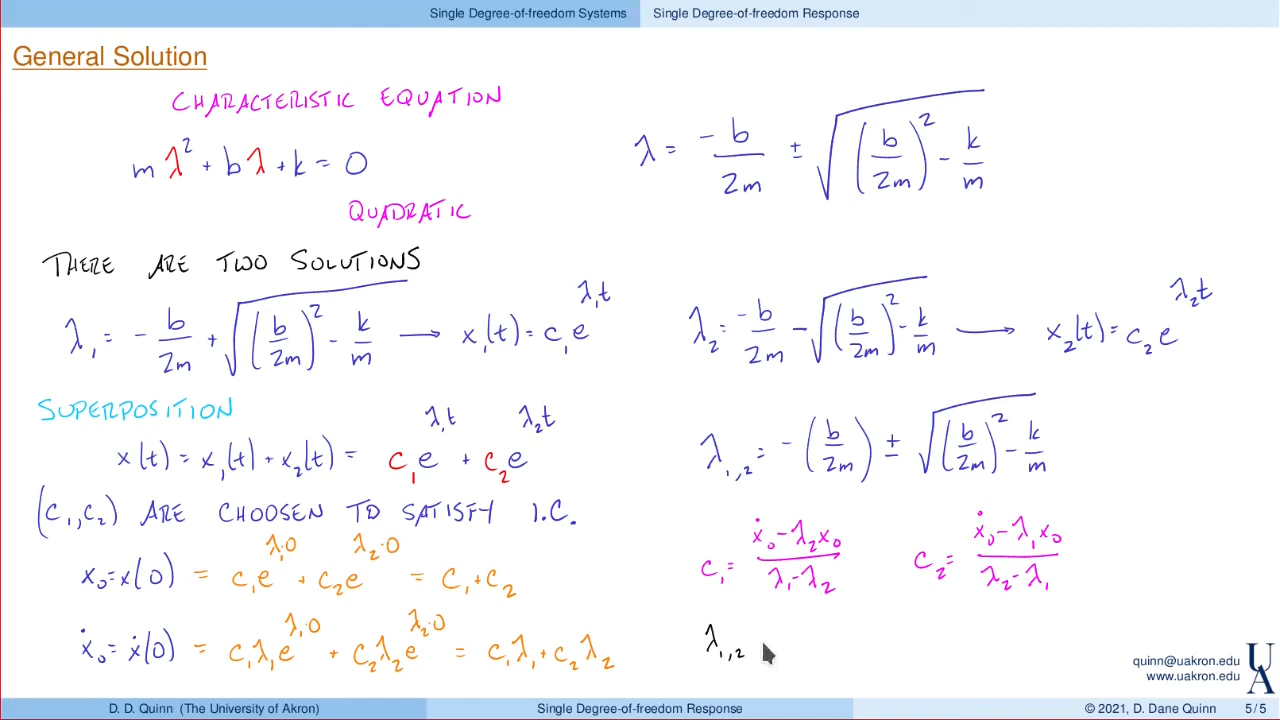 Single Degree-of-freedom Systems Single Degree-of-freedom Response
General Solution
CHARACTERISTIC EQUATION
mλ² + bλ + k = 0
λ = -b/2m ± √((b/2m)² - k/m)
QUADRATIC
THERE ARE TWO SOLUTIONS
λ₁ = - b/2m + √((b/2m)² - k/m) → x₁(t) = c₁e^(λ₁t)
λ₂ = -b/2m - √((b/2m)² - k/m) → x₂(t) = c₂e^(λ₂t)
SUPERPOSITION
x(t) = x₁(t) + x₂(t) = c₁e^(λ₁t) + c₂e^(λ₂t)
λ₁,₂ = -(b/2m) ± √((b/2m)² - k/m)
(c₁, c₂) ARE CHOOSEN TO SATISFY I.C.
x₀ = x(0) = c₁e^(λ₁·0) + c₂e^(λ₂·0) = c₁ + c₂
c₁ = (ẋ₀ - λ₂x₀)/(λ₁ - λ₂) c₂ = (ẋ₀ - λ₁x₀)/(λ₂ - λ₁)
ẋ₀ = ẋ(0) = c₁λ₁e^(λ₁·0) + c₂λ₂e^(λ₂·0) = c₁λ₁ + c₂λ₂
λ₁,₂
quinn@uakron.edu
www.uakron.edu
UA
D. D. Quinn (The University of Akron) Single Degree-of-freedom Response © 2021, D. Dane Quinn 5/5